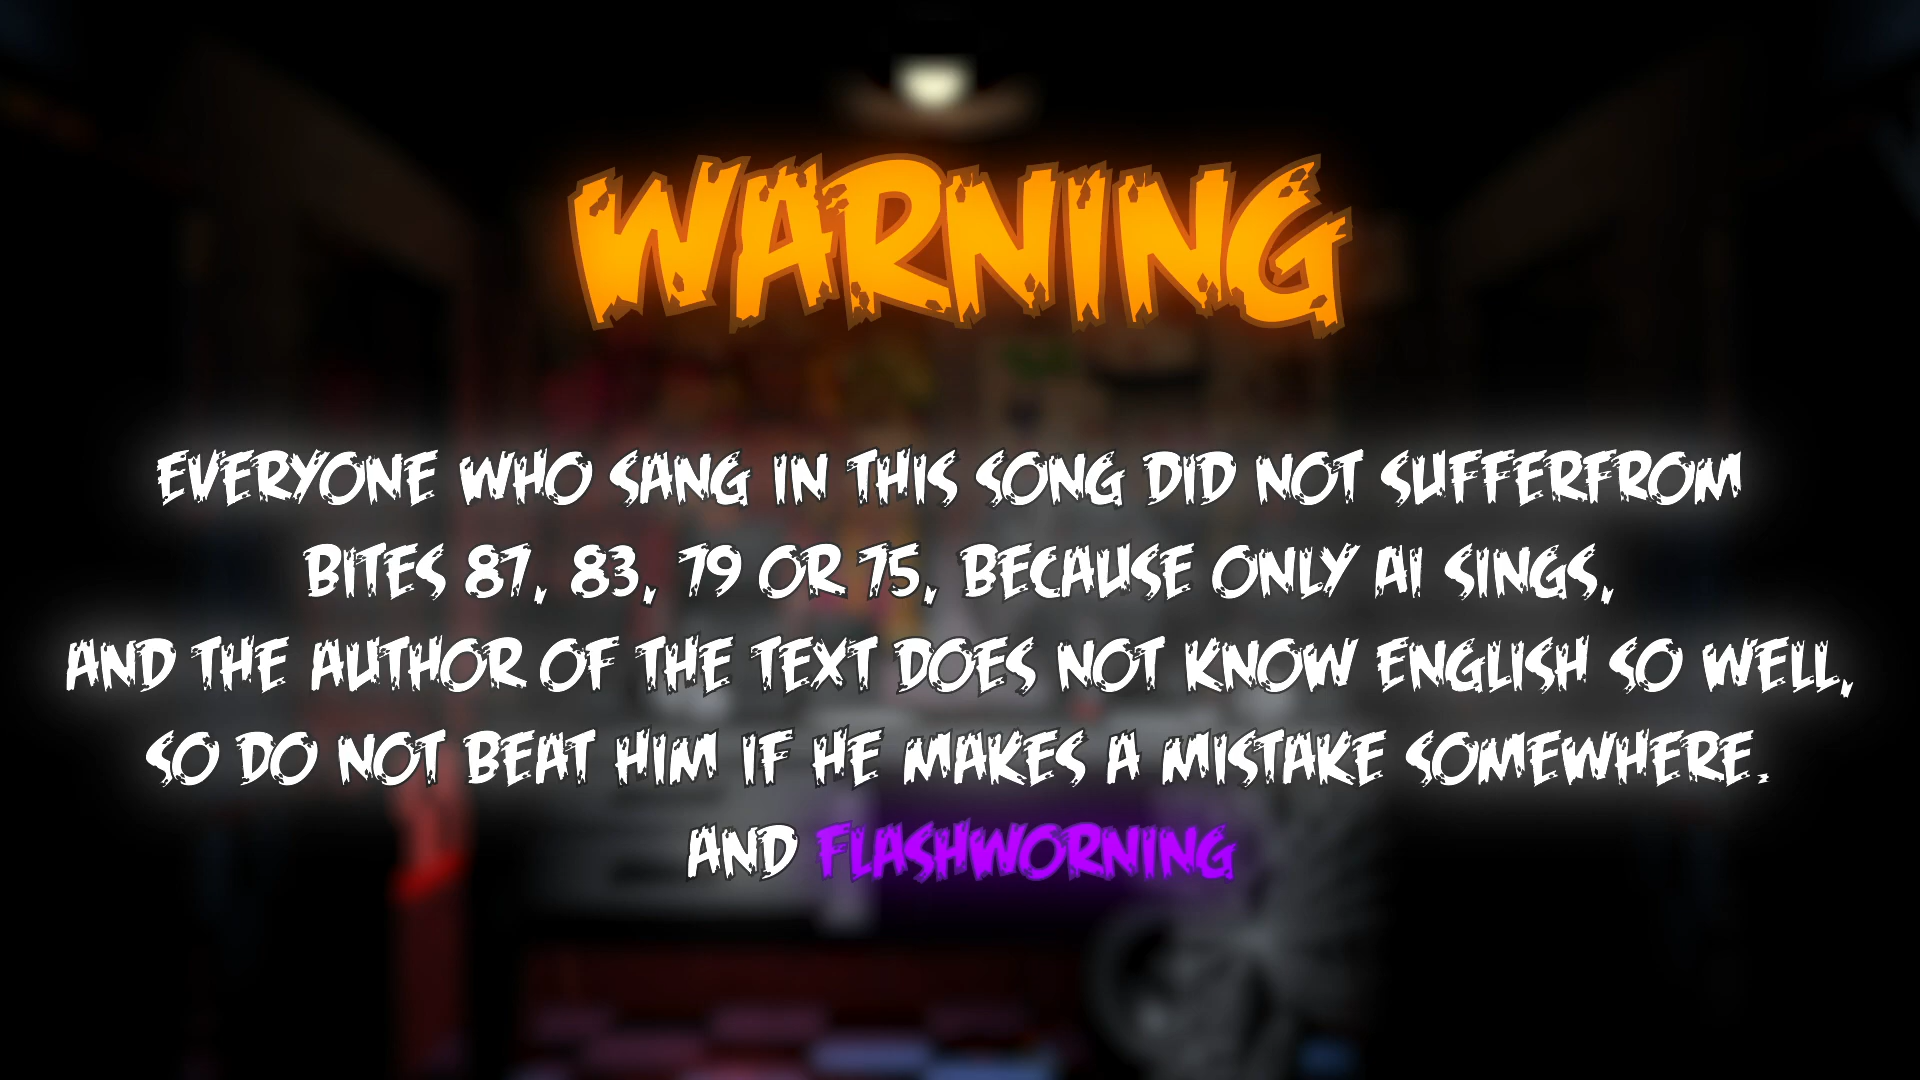 WARNING
EVERYONE WHO SANG IN THIS SONG DID NOT SUFFERFROM
BITES 87, 83, 79 OR 75, BECAUSE ONLY AI SINGS,
AND THE AUTHOR OF THE TEXT DOES NOT KNOW ENGLISH SO WELL,
SO DO NOT BEAT HIM IF HE MAKES A MISTAKE SOMEWHERE.
AND FLASHWORNING